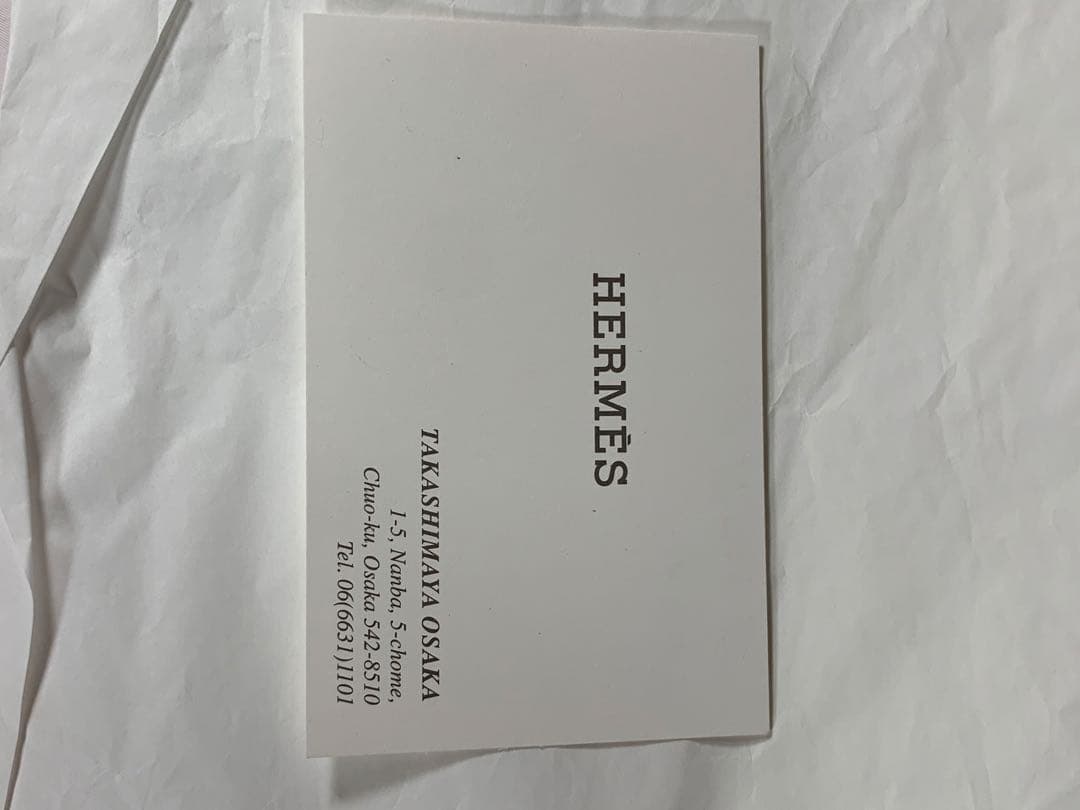 HERMÈS
TAKASHIMAYA OSAKA
1-5, Nanba, 5-chome,
Chuo-ku, Osaka 542-8510
Tel. 06(6631)1101